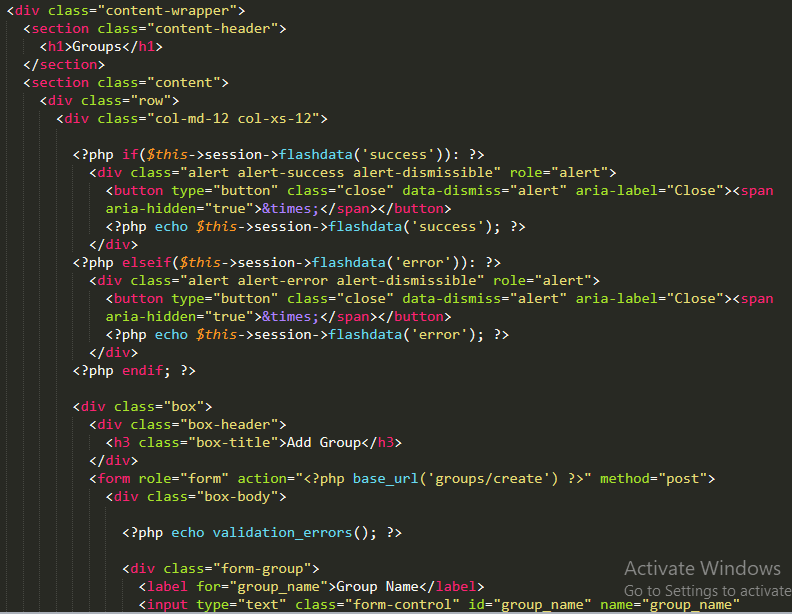 <div class="content-wrapper">
<section class="content-header">
<h1>Groups</h1>
</section>
<section class="content">
<div class="row">
<div class="col-md-12 col-xs-12">
<?php if($this->session->flashdata('success')): ?>
<div class="alert alert-success alert-dismissible" role="alert">
<button type="button" class="close" data-dismiss="alert" aria-label="Close"><span
aria-hidden="true">&times;</span></button>
<?php echo $this->session->flashdata('success'); ?>
</div>
<?php elseif($this->session->flashdata('error')): ?>
<div class="alert alert-error alert-dismissible" role="alert">
<button type="button" class="close" data-dismiss="alert" aria-label="Close"><span
aria-hidden="true">&times;</span></button>
<?php echo $this->session->flashdata('error'); ?>
</div>
<?php endif; ?>
<div class="box">
<div class="box-header">
<h3 class="box-title">Add Group</h3>
</div>
<form role="form" action="<?php base_url('groups/create') ?>" method="post">
<div class="box-body">
<?php echo validation_errors(); ?>
<div class="form-group">
<label for="group_name">Group Name</label>
<input type="text" class="form-control" id="group_name" name="group_name"
Activate Windows
Go to Settings to activate